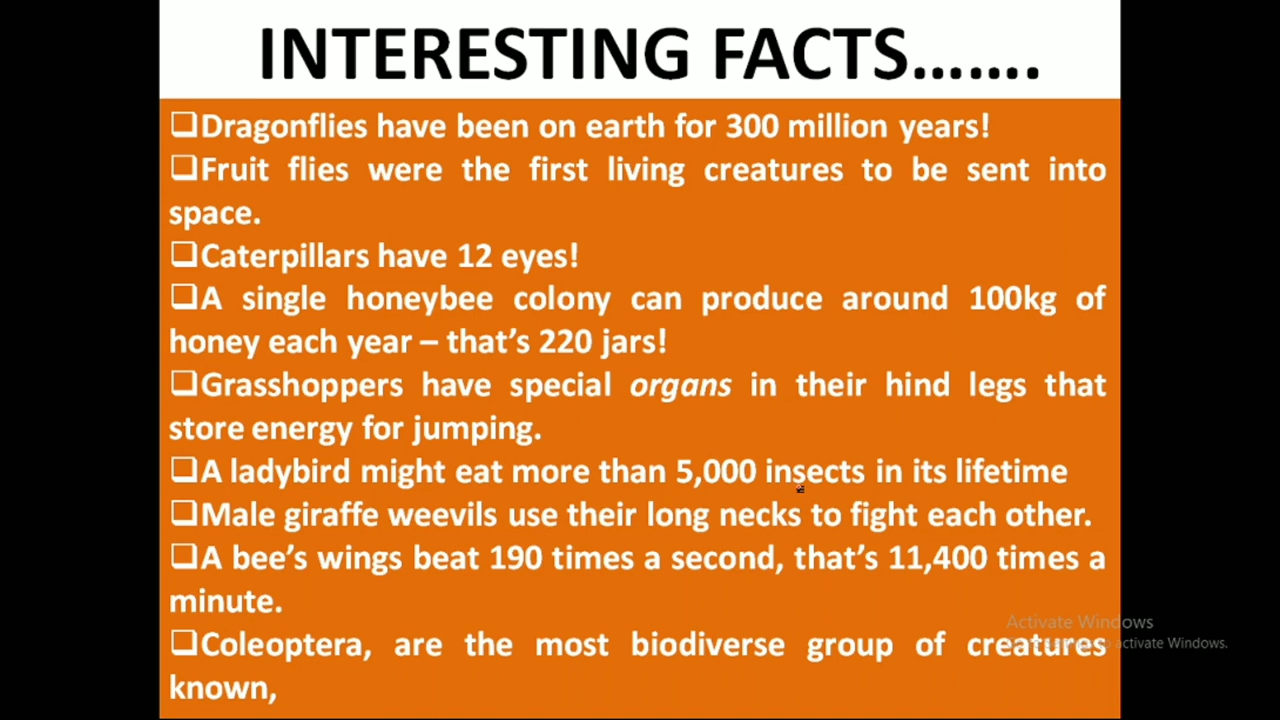 INTERESTING FACTS.......
❑Dragonflies have been on earth for 300 million years!
❑Fruit flies were the first living creatures to be sent into
space.
❑Caterpillars have 12 eyes!
❑A single honeybee colony can produce around 100kg of
honey each year – that's 220 jars!
❑Grasshoppers have special organs in their hind legs that
store energy for jumping.
❑A ladybird might eat more than 5,000 insects in its lifetime
❑Male giraffe weevils use their long necks to fight each other.
❑A bee's wings beat 190 times a second, that's 11,400 times a
minute.
Activate Windows
❑Coleoptera, are the most biodiverse group of creatures
activate Windows.
known,